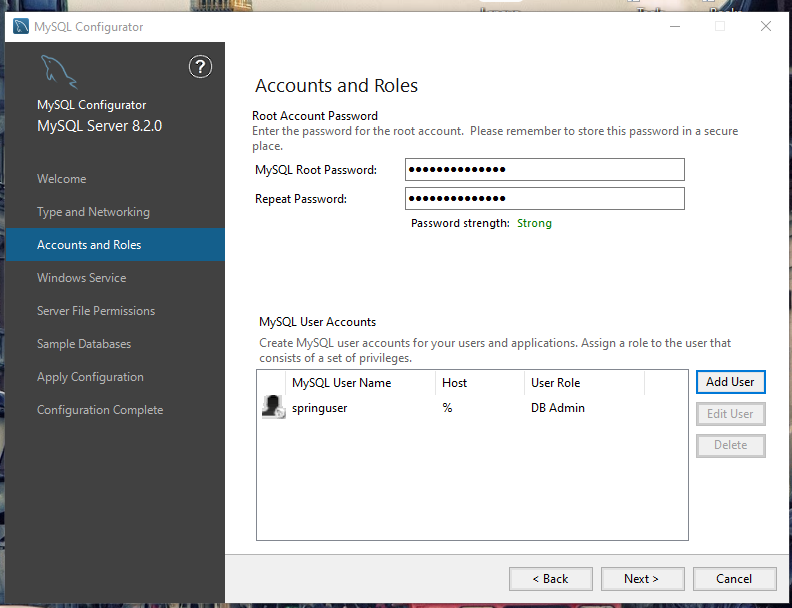 MySQL Configurator
?
MySQL Configurator
MySQL Server 8.2.0
Welcome
Type and Networking
Accounts and Roles
Windows Service
Server File Permissions
Sample Databases
Apply Configuration
Configuration Complete
Accounts and Roles
Root Account Password
Enter the password for the root account.  Please remember to store this password in a secure
place.
MySQL Root Password: ●●●●●●●●●●●●●●
Repeat Password: ●●●●●●●●●●●●●●
Password strength: Strong
MySQL User Accounts
Create MySQL user accounts for your users and applications. Assign a role to the user that
consists of a set of privileges.
MySQL User Name Host User Role
springuser % DB Admin
Add User
Edit User
Delete
< Back Next > Cancel